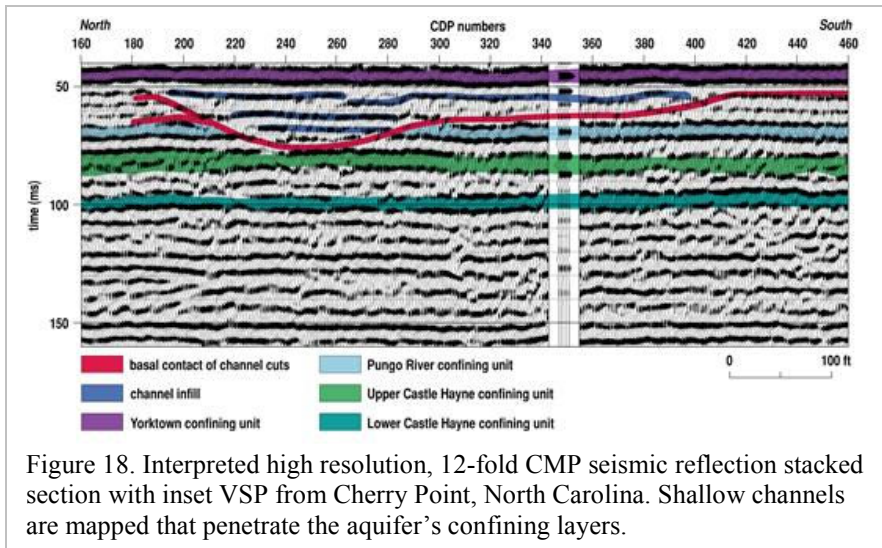 North CDP numbers South
160 180 200 220 240 260 280 300 320 340 360 380 400 420 440 460
50
100
150
time (ms)
basal contact of channel cuts
channel infill
Yorktown confining unit
Pungo River confining unit
Upper Castle Hayne confining unit
Lower Castle Hayne confining unit
0 100 ft
Figure 18. Interpreted high resolution, 12-fold CMP seismic reflection stacked
section with inset VSP from Cherry Point, North Carolina. Shallow channels
are mapped that penetrate the aquifer’s confining layers.